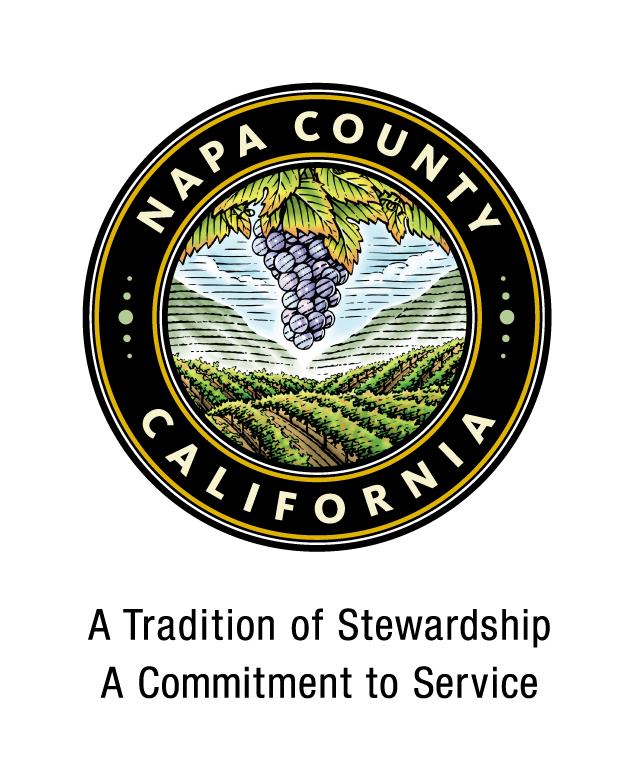 NAPA COUNTY
CALIFORNIA
A Tradition of Stewardship
A Commitment to Service